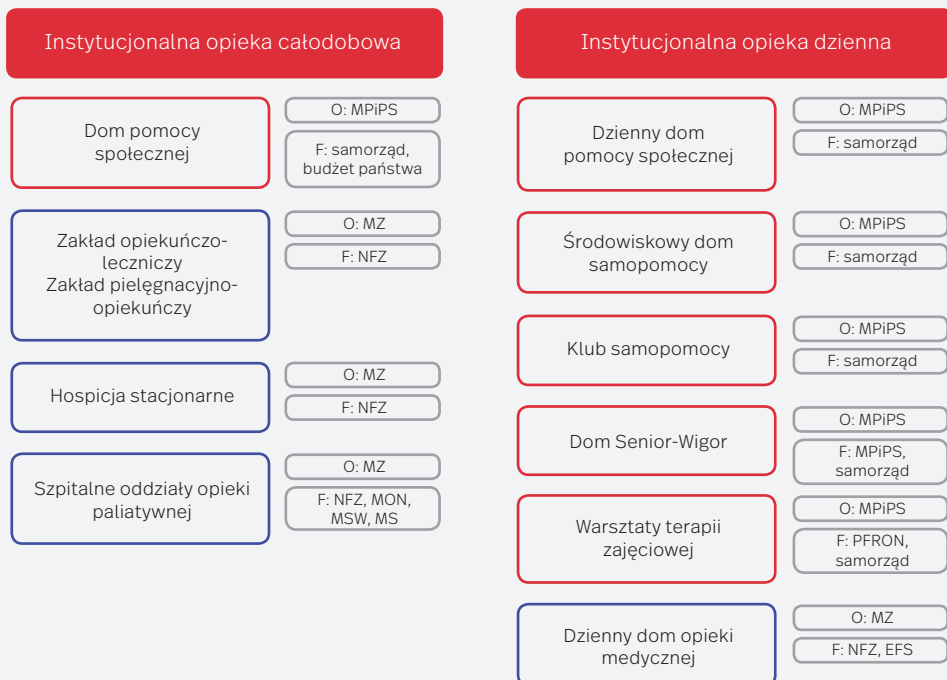 Instytucjonalna opieka całodobowa
Dom pomocy
społecznej
O: MPiPS
F: samorząd,
budżet państwa
Zakład opiekuńczo-
leczniczy
Zakład pielęgnacyjno-
opiekuńczy
O: MZ
F: NFZ
Hospicja stacjonarne
O: MZ
F: NFZ
Szpitalne oddziały opieki
paliatywnej
O: MZ
F: NFZ, MON,
MSW, MS
Instytucjonalna opieka dzienna
Dzienny dom
pomocy społecznej
O: MPiPS
F: samorząd
Środowiskowy dom
samopomocy
O: MPiPS
F: samorząd
Klub samopomocy
O: MPiPS
F: samorząd
Dom Senior-Wigor
O: MPiPS
F: MPiPS,
samorząd
Warsztaty terapii
zajęciowej
O: MPiPS
F: PFRON,
samorząd
Dzienny dom opieki
medycznej
O: MZ
F: NFZ, EFS